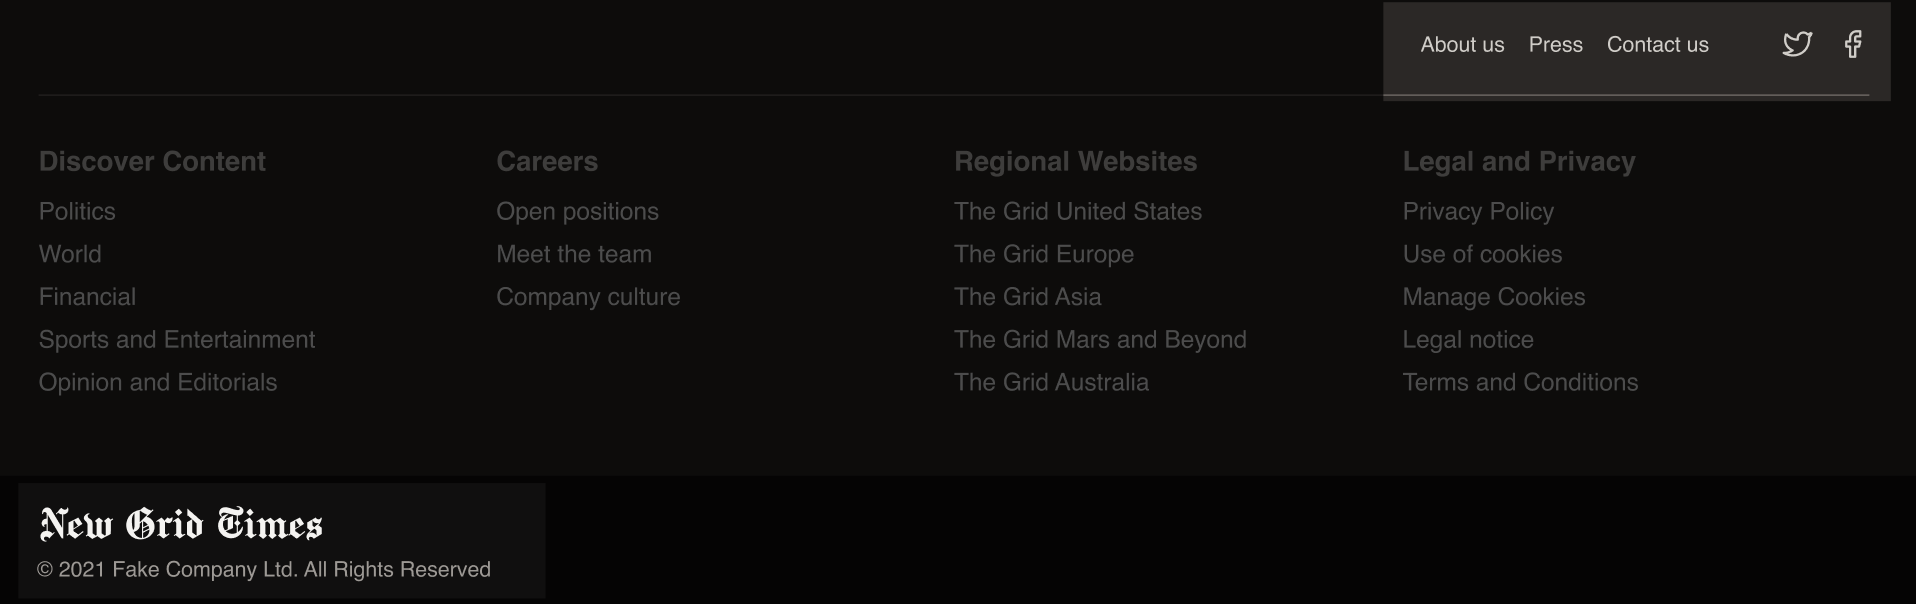 About us Press Contact us
Discover Content
Politics
World
Financial
Sports and Entertainment
Opinion and Editorials
Careers
Open positions
Meet the team
Company culture
Regional Websites
The Grid United States
The Grid Europe
The Grid Asia
The Grid Mars and Beyond
The Grid Australia
Legal and Privacy
Privacy Policy
Use of cookies
Manage Cookies
Legal notice
Terms and Conditions
New Grid Times
© 2021 Fake Company Ltd. All Rights Reserved